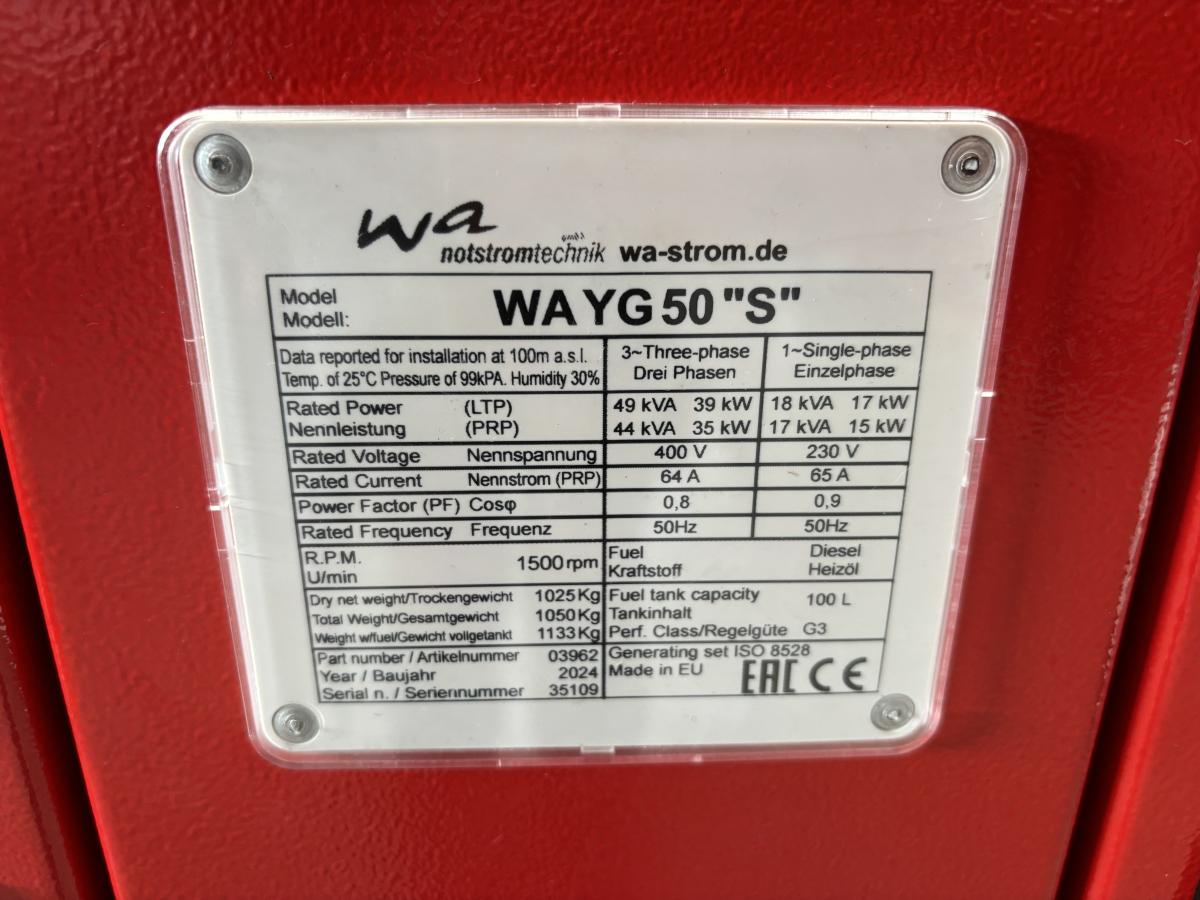 wa
notstromtechnik gmbh wa-strom.de
Model
Modell:
WA YG 50 "S"
Data reported for installation at 100m a.s.l.
Temp. of 25°C Pressure of 99kPA. Humidity 30%
3~Three-phase
Drei Phasen
1~Single-phase
Einzelphase
Rated Power (LTP) 49 kVA 39 kW 18 kVA 17 kW
Nennleistung (PRP) 44 kVA 35 kW 17 kVA 15 kW
Rated Voltage Nennspannung 400 V 230 V
Rated Current Nennstrom (PRP) 64 A 65 A
Power Factor (PF) Cosφ 0,8 0,9
Rated Frequency Frequenz 50Hz 50Hz
R.P.M.
U/min
1500 rpm
Fuel Diesel
Kraftstoff Heizöl
Dry net weight/Trockengewicht 1025Kg
Total Weight/Gesamtgewicht 1050Kg
Weight w/fuel/Gewicht vollgetankt 1133Kg
Fuel tank capacity
Tankinhalt
100 L
Perf. Class/Regelgüte G3
Part number / Artikelnummer 03962
Year / Baujahr 2024
Serial n. / Seriennummer 35109
Generating set ISO 8528
Made in EU
EAC CE